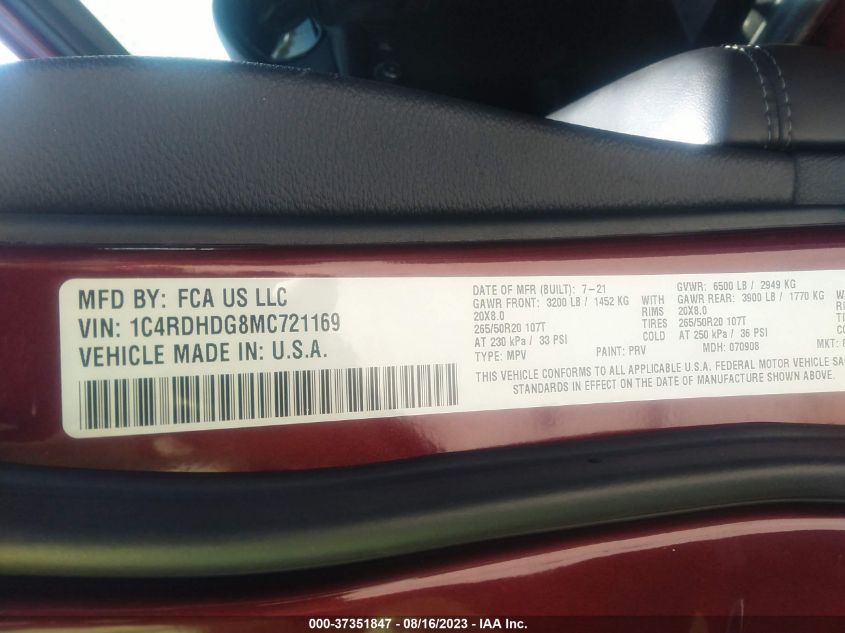 MFD BY: FCA US LLC
VIN: 1C4RDHDG8MC721169
VEHICLE MADE IN: U.S.A.
DATE OF MFR (BUILT): 7-21 GVWR: 6500 LB / 2949 KG
GAWR FRONT: 3200 LB / 1452 KG WITH GAWR REAR: 3900 LB / 1770 KG
20X8.0 RIMS 20X8.0
265/50R20 107T TIRES 265/50R20 107T
AT 230 kPa / 33 PSI COLD AT 250 kPa / 36 PSI
TYPE: MPV PAINT: PRV MDH: 070908 MKT:
THIS VEHICLE CONFORMS TO ALL APPLICABLE U.S.A. FEDERAL MOTOR VEHICLE
STANDARDS IN EFFECT ON THE DATE OF MANUFACTURE SHOWN ABOVE.
000-37351847 - 08/16/2023 - IAA Inc.